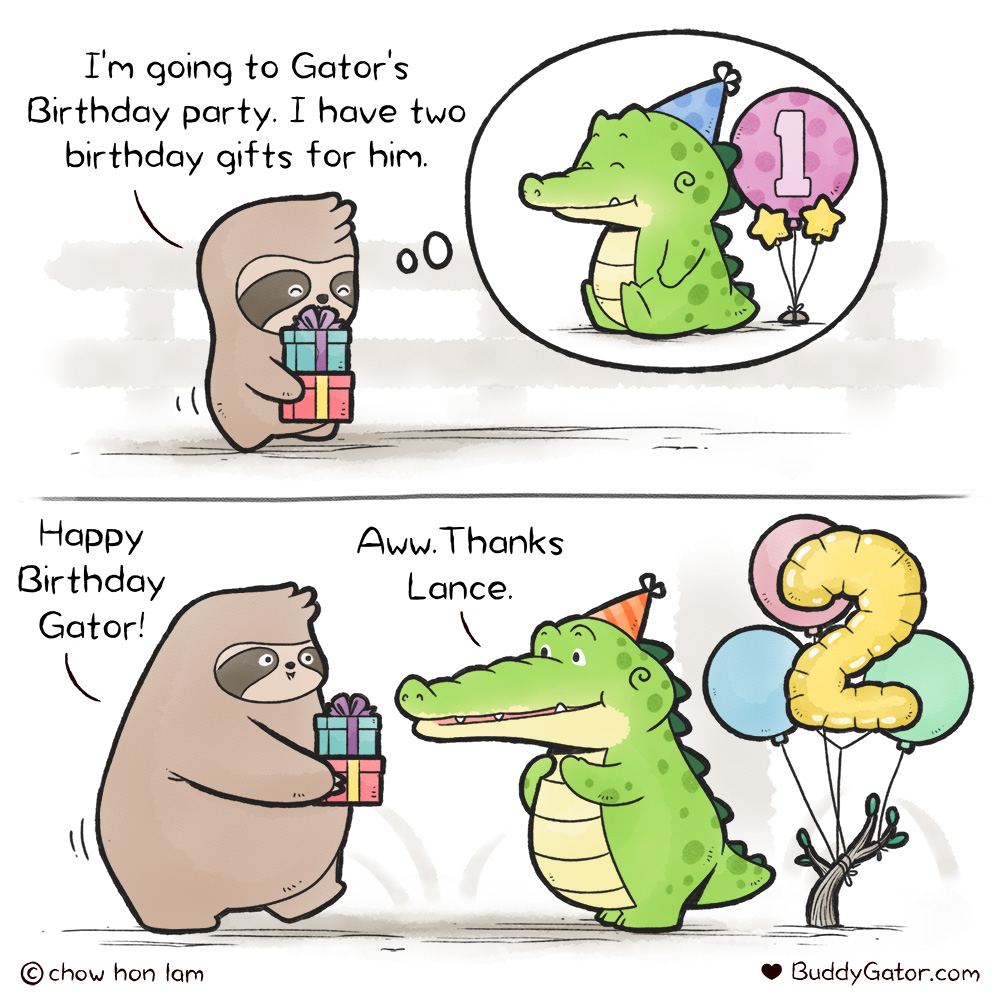 I'm going to Gator's
Birthday party. I have two
birthday gifts for him.
1
Happy
Birthday
Gator!
Aww. Thanks
Lance.
2
© chow hon lam
♥ BuddyGator.com